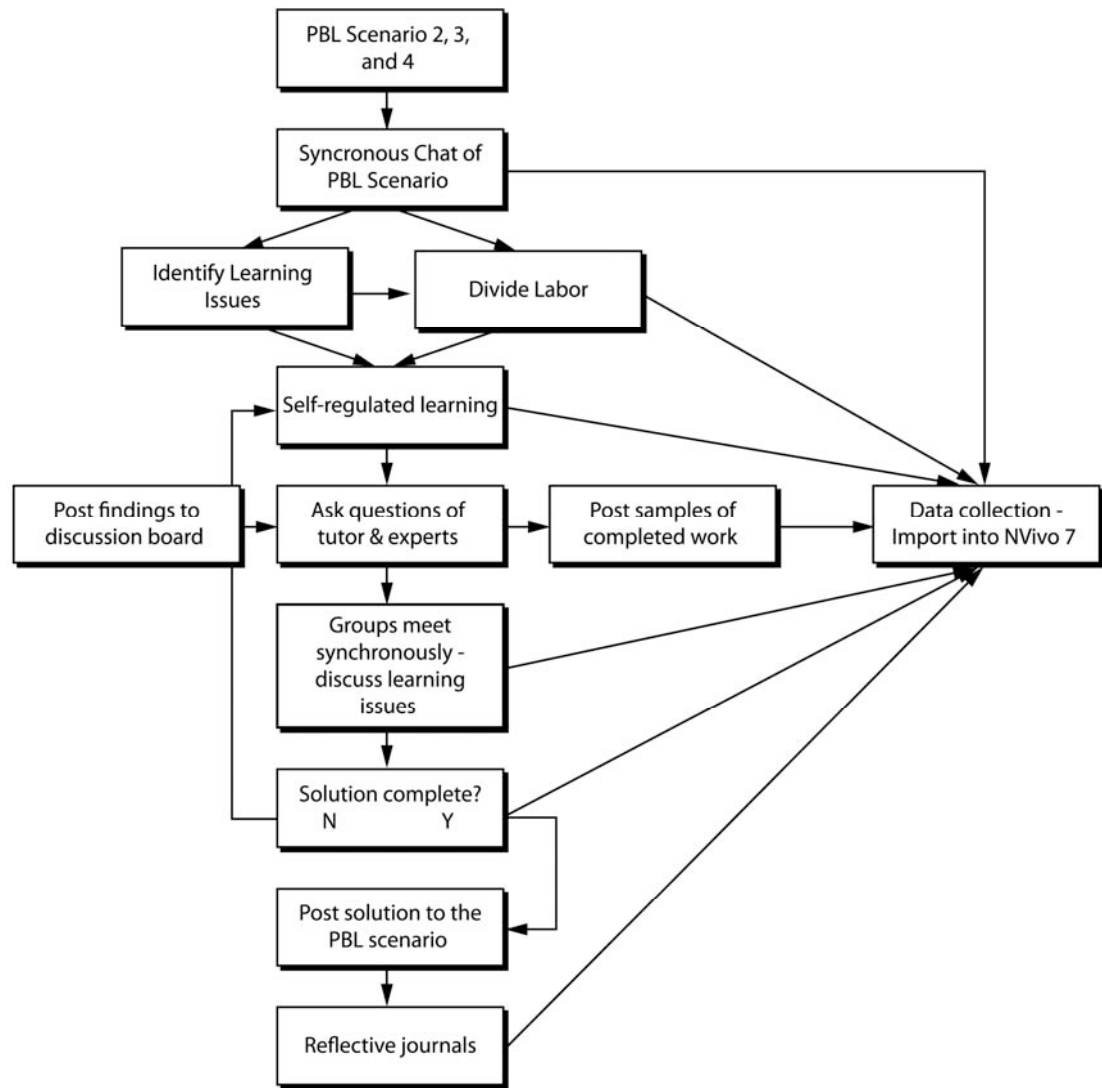 PBL Scenario 2, 3,
and 4
Syncronous Chat of
PBL Scenario
Identify Learning
Issues
Divide Labor
Self-regulated learning
Post findings to
discussion board
Ask questions of
tutor & experts
Post samples of
completed work
Data collection -
Import into NVivo 7
Groups meet
synchronously -
discuss learning
issues
Solution complete?
N Y
Post solution to the
PBL scenario
Reflective journals